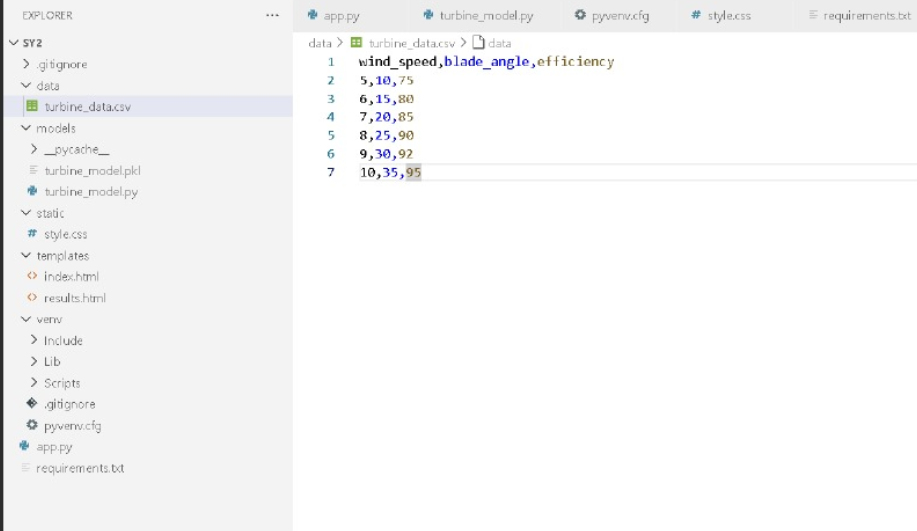 EXPLORER
SY2
.gitignore
data
turbine_data.csv
models
__pycache__
turbine_model.pkl
turbine_model.py
static
style.css
templates
index.html
results.html
venv
Include
Lib
Scripts
.gitignore
pyvenv.cfg
app.py
requirements.txt
app.py turbine_model.py pyvenv.cfg # style.css requirements.txt
data > turbine_data.csv > data
1 wind_speed,blade_angle,efficiency
2 5,10,75
3 6,15,80
4 7,20,85
5 8,25,90
6 9,30,92
7 10,35,95